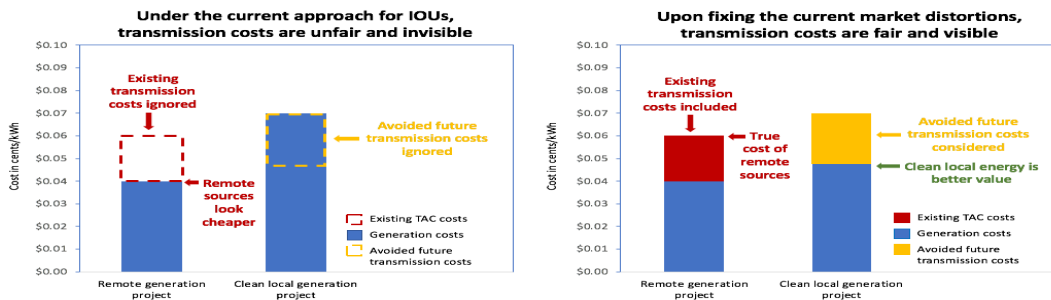 Under the current approach for IOUs,
transmission costs are unfair and invisible
Cost in cents/kWh
$0.10
$0.09
$0.08
$0.07
$0.06
$0.05
$0.04
$0.03
$0.02
$0.01
$0.00
Existing
transmission
costs ignored
Remote
sources
look
cheaper
Avoided future
transmission costs
ignored
Existing TAC costs
Generation costs
Avoided future
transmission costs
Remote generation
project
Clean local generation
project
Upon fixing the current market distortions,
transmission costs are fair and visible
Cost in cents/kWh
$0.10
$0.09
$0.08
$0.07
$0.06
$0.05
$0.04
$0.03
$0.02
$0.01
$0.00
Existing
transmission
costs included
True
cost of
remote
sources
Avoided future
transmission costs
considered
Clean local energy is
better value
Existing TAC costs
Generation costs
Avoided future
transmission costs
Remote generation
project
Clean local generation
project